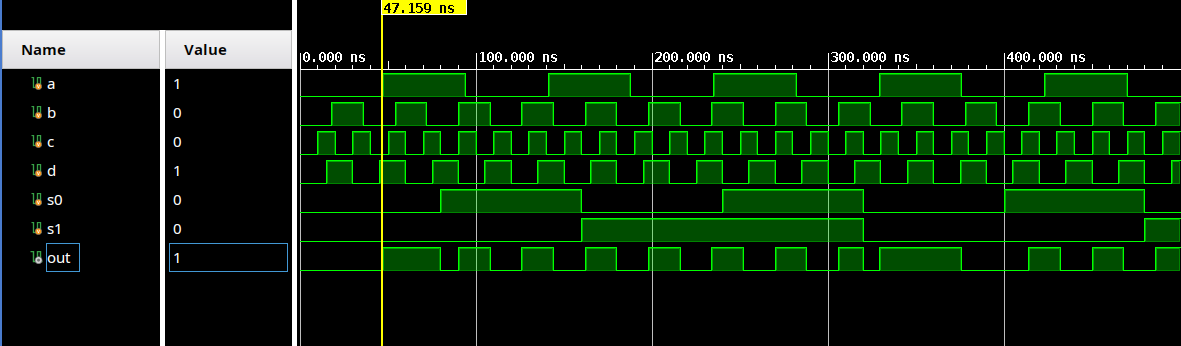 47.159 ns
Name Value
0.000 ns 100.000 ns 200.000 ns 300.000 ns 400.000 ns
a 1
b 0
c 0
d 1
s0 0
s1 0
out 1